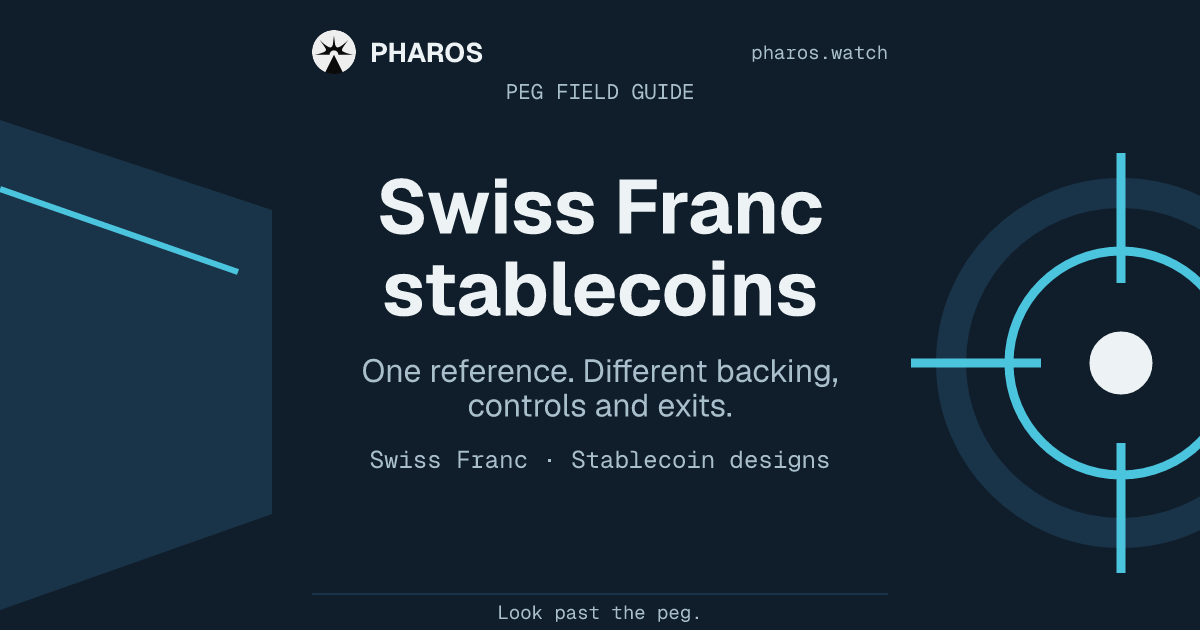 PHAROS
pharos.watch
PEG FIELD GUIDE
Swiss Franc
stablecoins
One reference. Different backing,
controls and exits.
Swiss Franc · Stablecoin designs
Look past the peg.